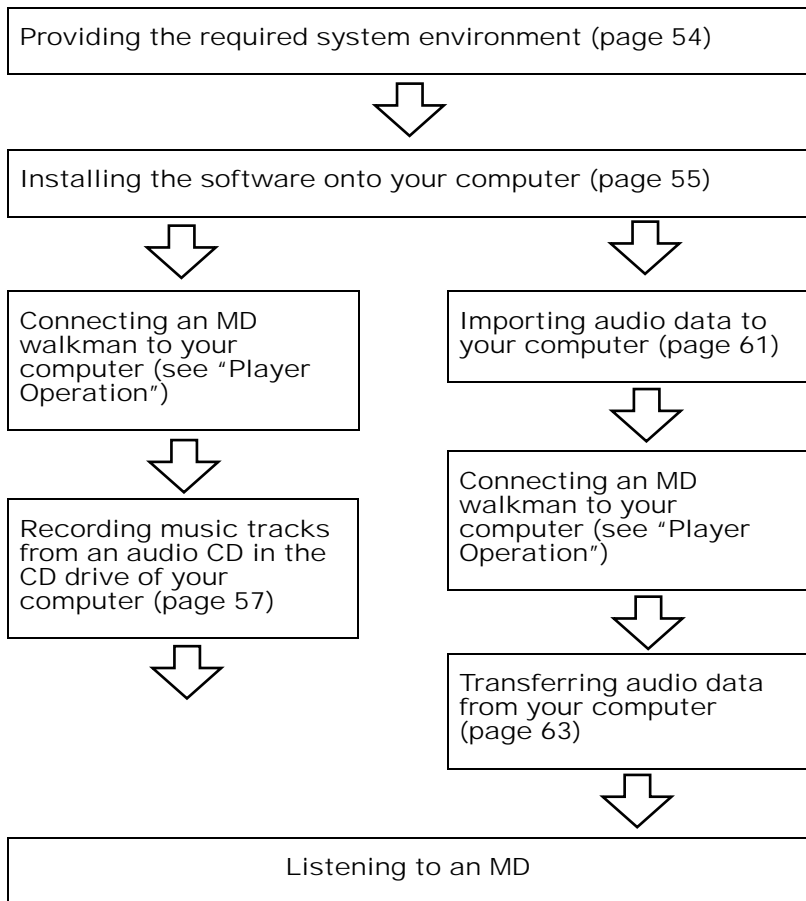 Providing the required system environment (page 54)
Installing the software onto your computer (page 55)
Connecting an MD
walkman to your
computer (see “Player
Operation”)
Recording music tracks
from an audio CD in the
CD drive of your
computer (page 57)
Importing audio data to
your computer (page 61)
Connecting an MD
walkman to your
computer (see “Player
Operation”)
Transferring audio data
from your computer
(page 63)
Listening to an MD